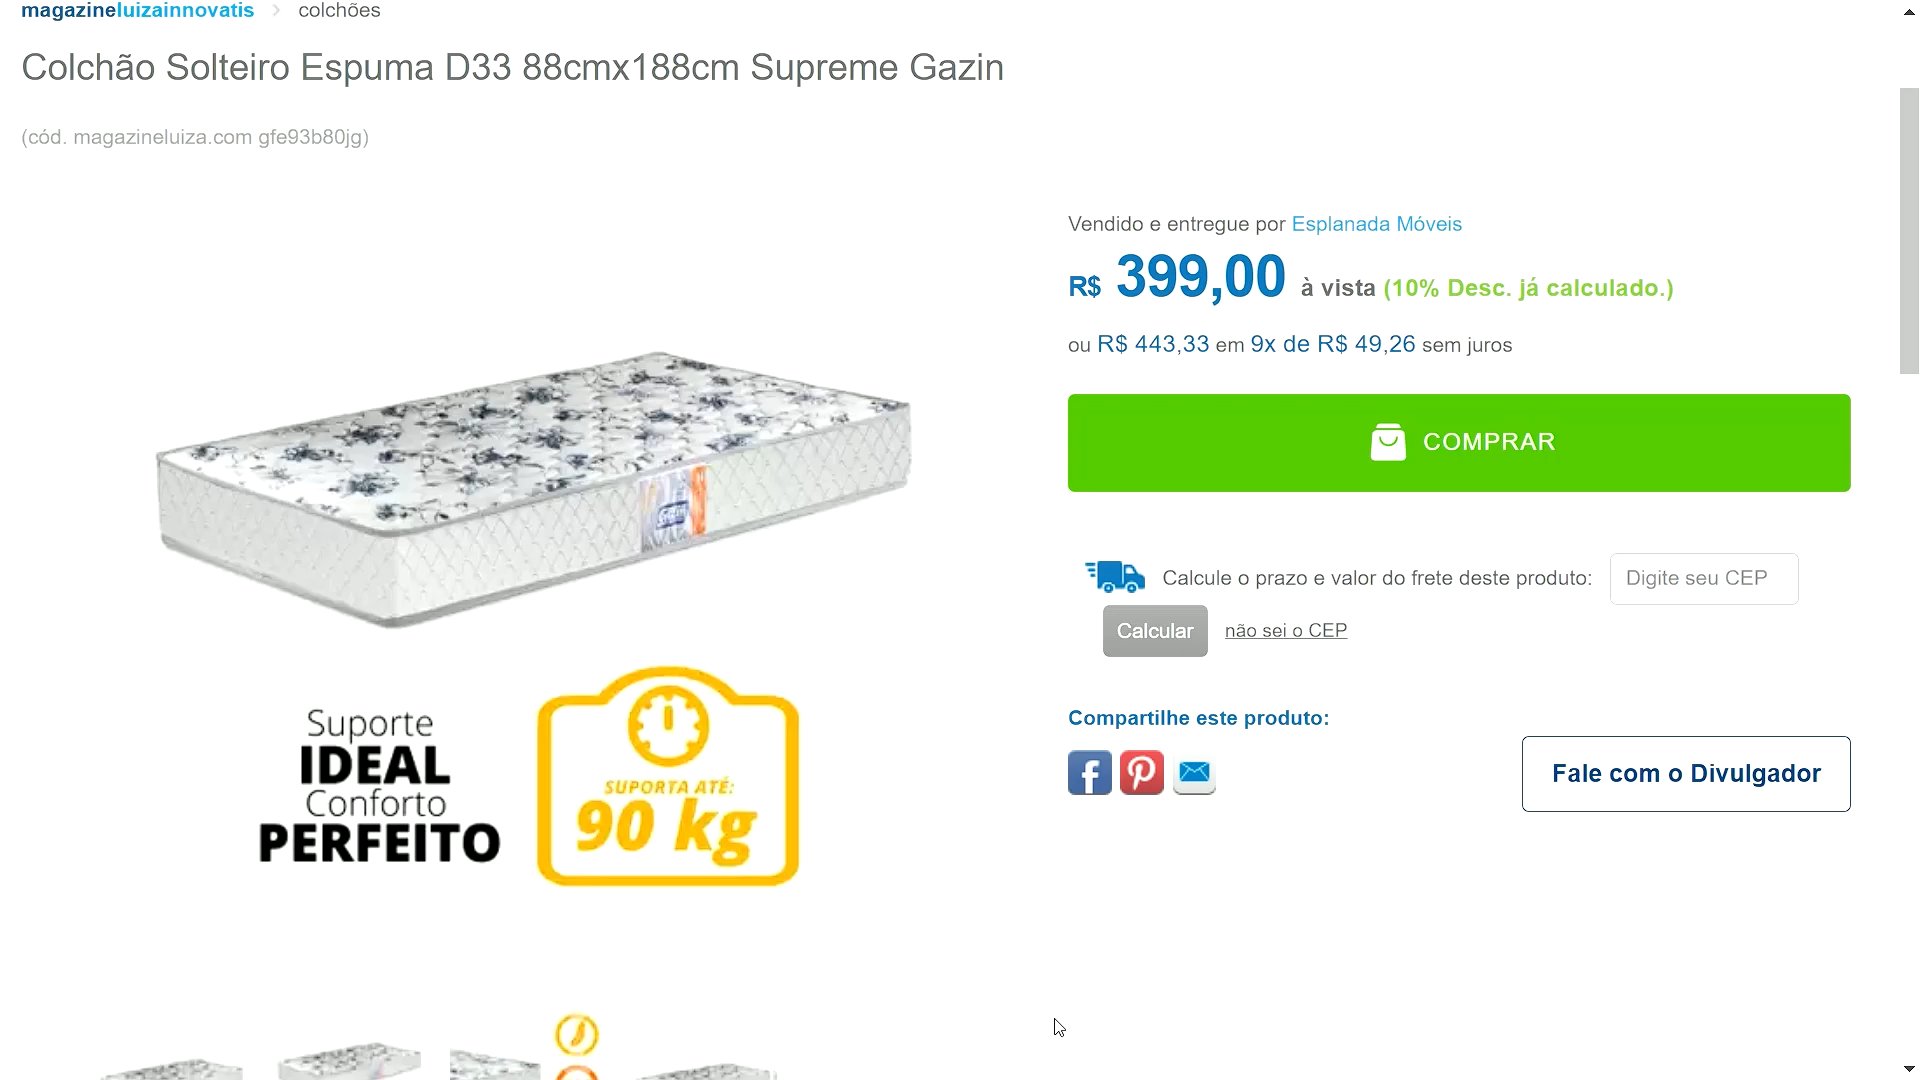 magazineluizainnovatis > colchões
Colchão Solteiro Espuma D33 88cmx188cm Supreme Gazin
(cód. magazineluiza.com gfe93b80jg)
Vendido e entregue por Esplanada Móveis
R$ 399,00 à vista (10% Desc. já calculado.)
ou R$ 443,33 em 9x de R$ 49,26 sem juros
COMPRAR
Calcule o prazo e valor do frete deste produto: Digite seu CEP
Calcular não sei o CEP
Compartilhe este produto:
Fale com o Divulgador
Suporte
IDEAL
Conforto
PERFEITO
SUPORTA ATÉ:
90 kg